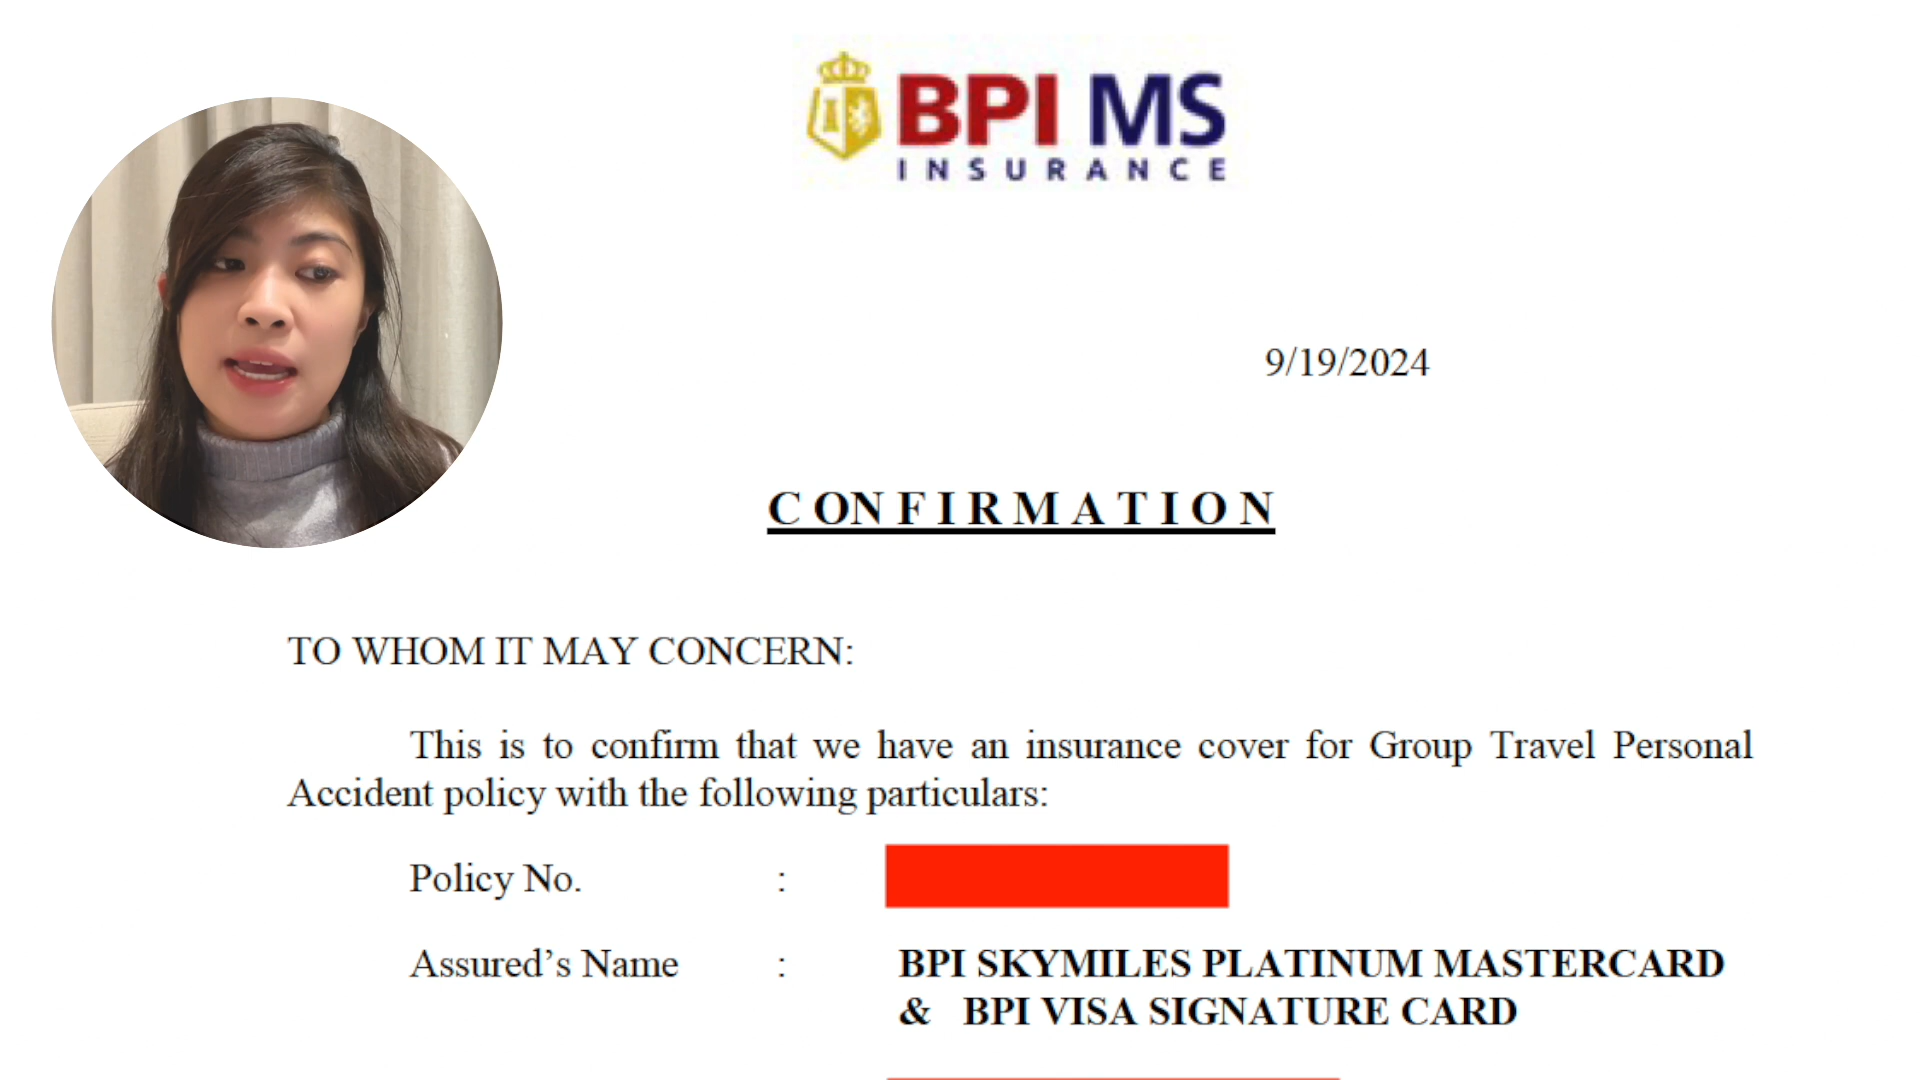 BPI MS
INSURANCE
9/19/2024
CONFIRMATION
TO WHOM IT MAY CONCERN:
This is to confirm that we have an insurance cover for Group Travel Personal
Accident policy with the following particulars:
Policy No. :
Assured’s Name : BPI SKYMILES PLATINUM MASTERCARD
& BPI VISA SIGNATURE CARD